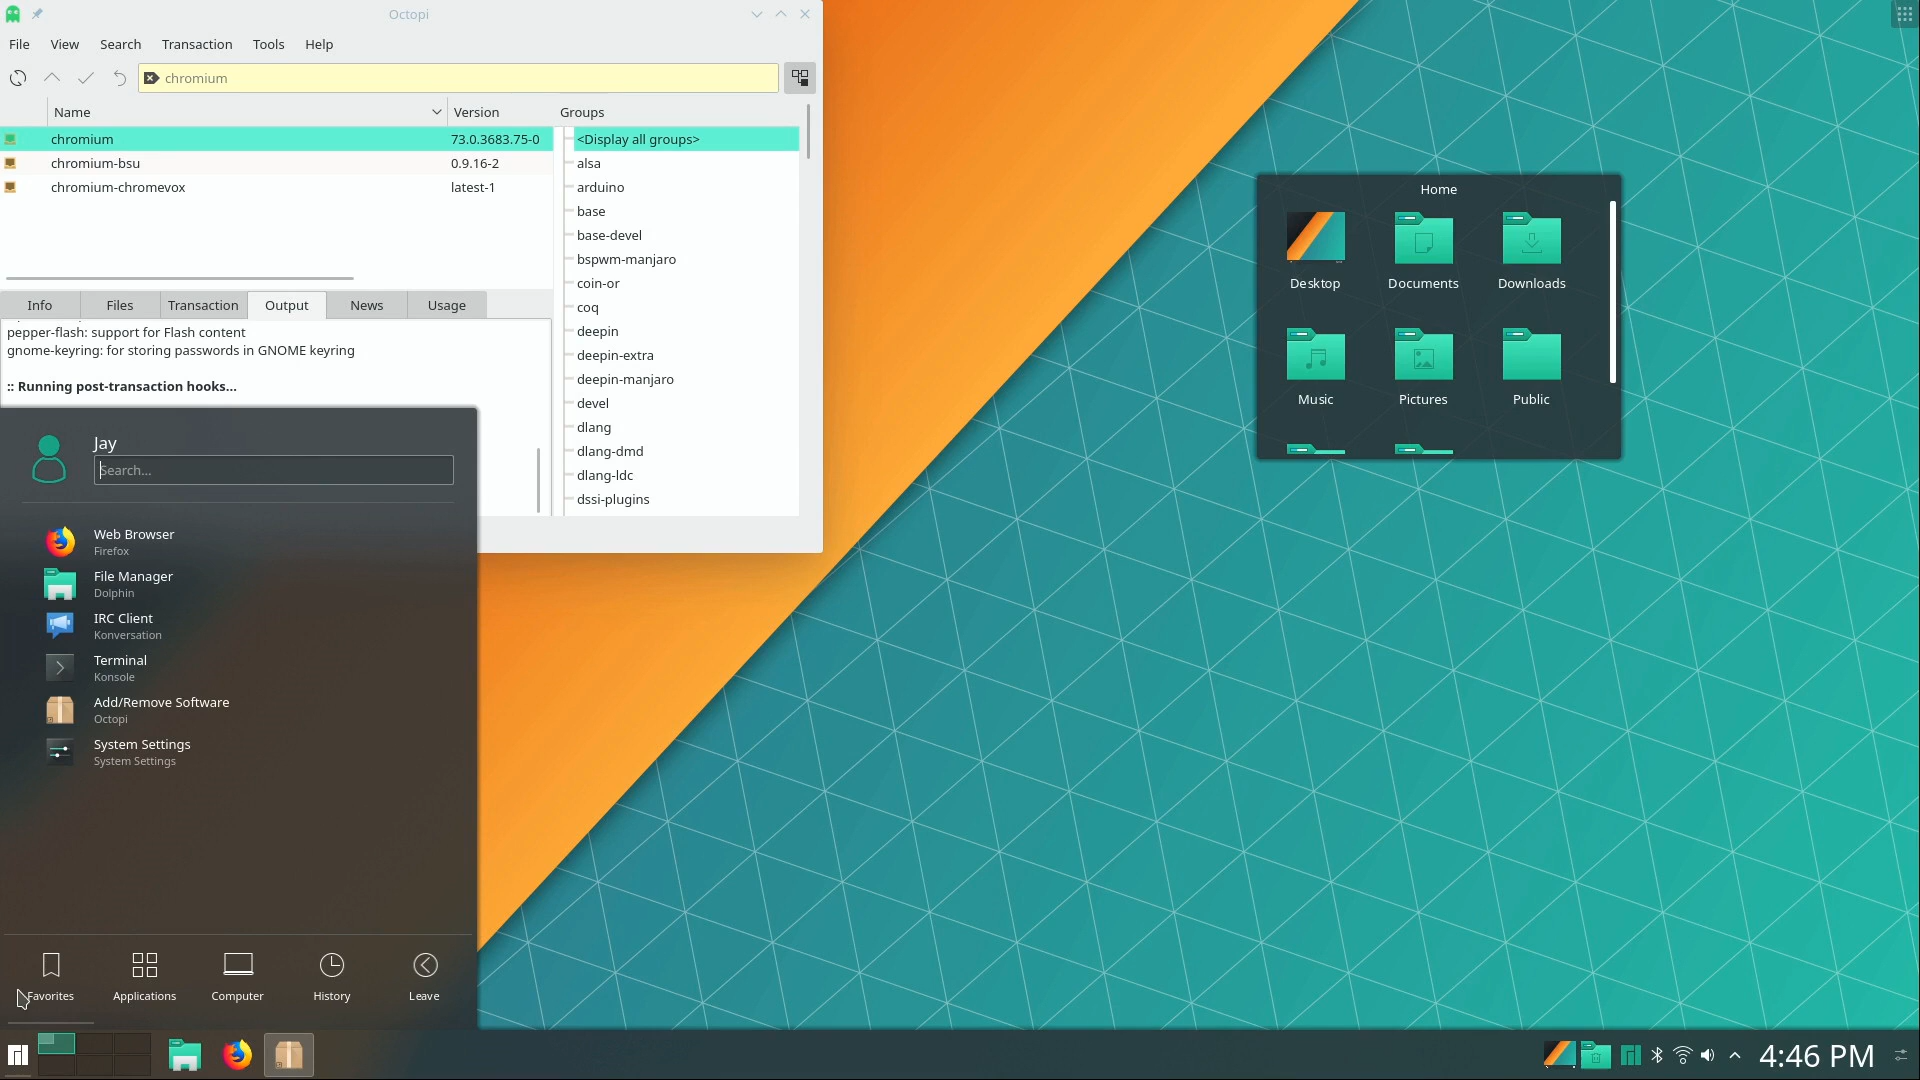 Octopi
File View Search Transaction Tools Help
chromium
Name Version Groups
chromium 73.0.3683.75-0
chromium-bsu 0.9.16-2
chromium-chromevox latest-1
<Display all groups>
alsa
arduino
base
base-devel
bspwm-manjaro
coin-or
coq
deepin
deepin-extra
deepin-manjaro
devel
dlang
dlang-dmd
dlang-ldc
dssi-plugins
Info Files Transaction Output News Usage
pepper-flash: support for Flash content
gnome-keyring: for storing passwords in GNOME keyring
:: Running post-transaction hooks...
Jay
Search...
Web Browser
Firefox
File Manager
Dolphin
IRC Client
Konversation
Terminal
Konsole
Add/Remove Software
Octopi
System Settings
System Settings
Favorites Applications Computer History Leave
Home
Desktop Documents Downloads
Music Pictures Public
4:46 PM